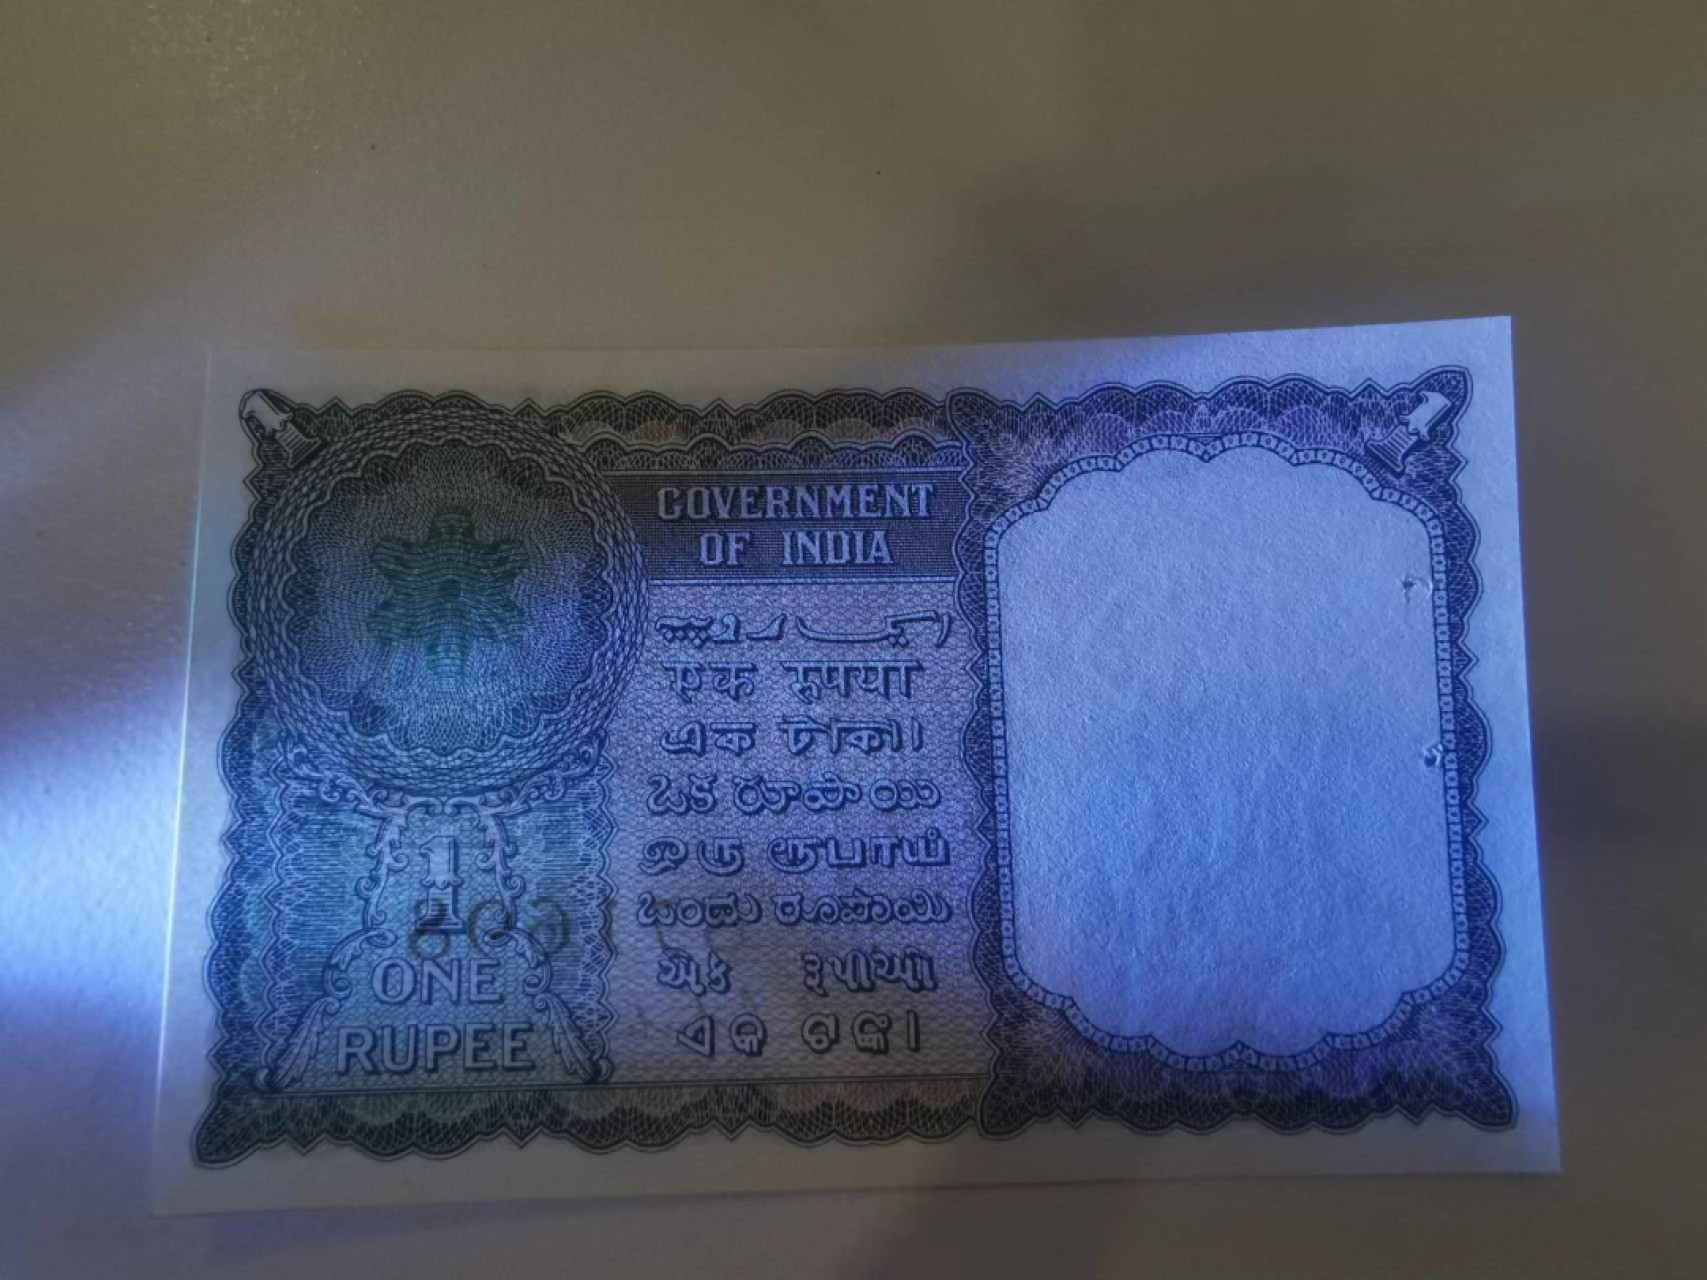 GOVERNMENT
OF INDIA
ایک روپیہ
एक रुपया
এক টাকা।
ఒక రూపాయి
ஒரு ரூபாய்
ಒಂದು ರೂಪಾಯಿ
એક રૂપીઓ
ଏକ ଟଙ୍କା
1
ONE
RUPEE